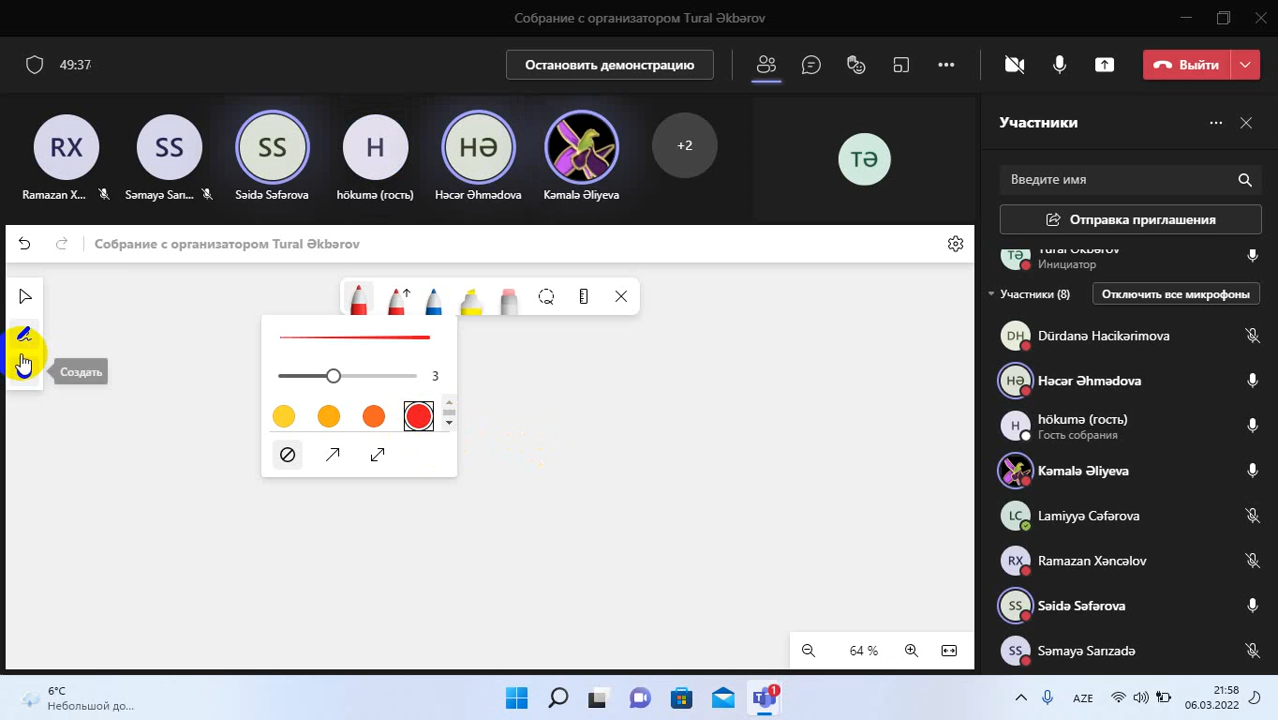 Собрание с организатором Tural Əkbərov
49:37
Остановить демонстрацию
Выйти
RX
SS
SS
H
HƏ
+2
TƏ
Ramazan X...
Səmayə Sarı...
Səidə Səfərova
hökumə (гость)
Həcər Əhmədova
Kəmalə Əliyeva
Участники
Введите имя
Отправка приглашения
Собрание с организатором Tural Əkbərov
TƏ
Tural Əkbərov
Инициатор
Участники (8)
Отключить все микрофоны
DH
Dürdanə Hacikərimova
HƏ
Həcər Əhmədova
H
hökumə (гость)
Гость собрания
Kəmalə Əliyeva
LC
Lamiyyə Cəfərova
RX
Ramazan Xəncəlov
SS
Səidə Səfərova
SS
Səmayə Sarızadə
Создать
3
64 %
6°C
Небольшой до...
1
AZE
21:58
06.03.2022